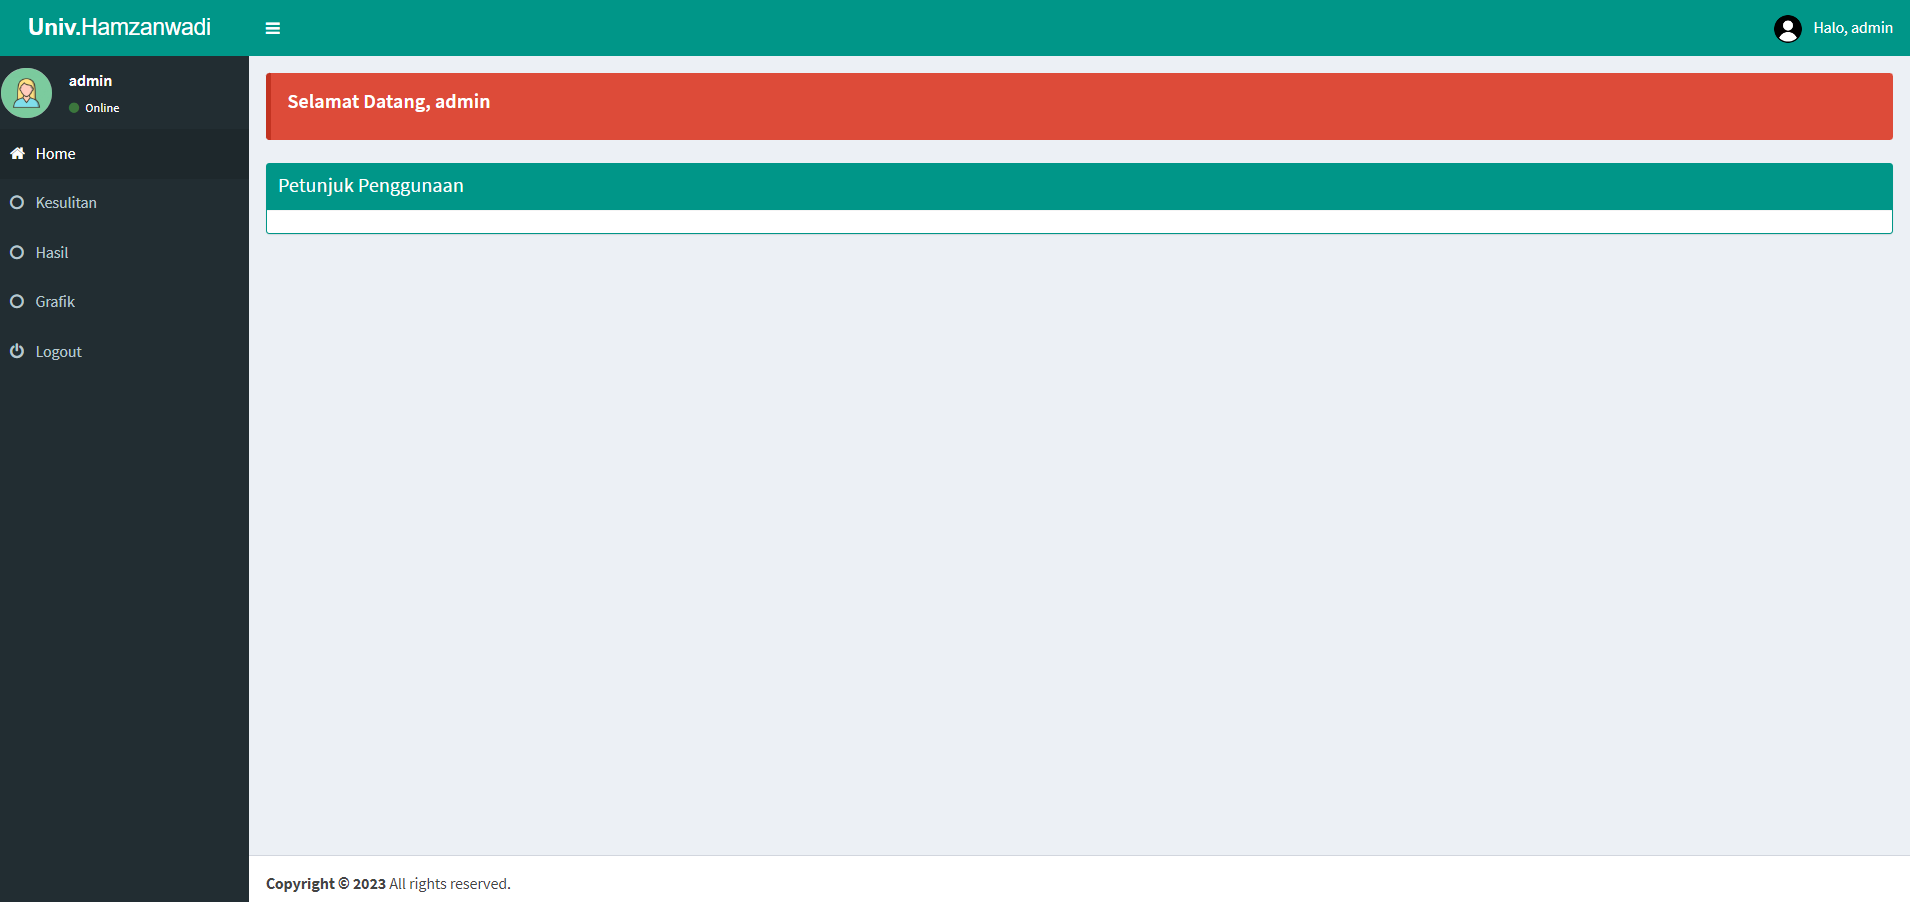 Univ.Hamzanwadi
Halo, admin
admin
Online
Home
Kesulitan
Hasil
Grafik
Logout
Selamat Datang, admin
Petunjuk Penggunaan
Copyright © 2023 All rights reserved.